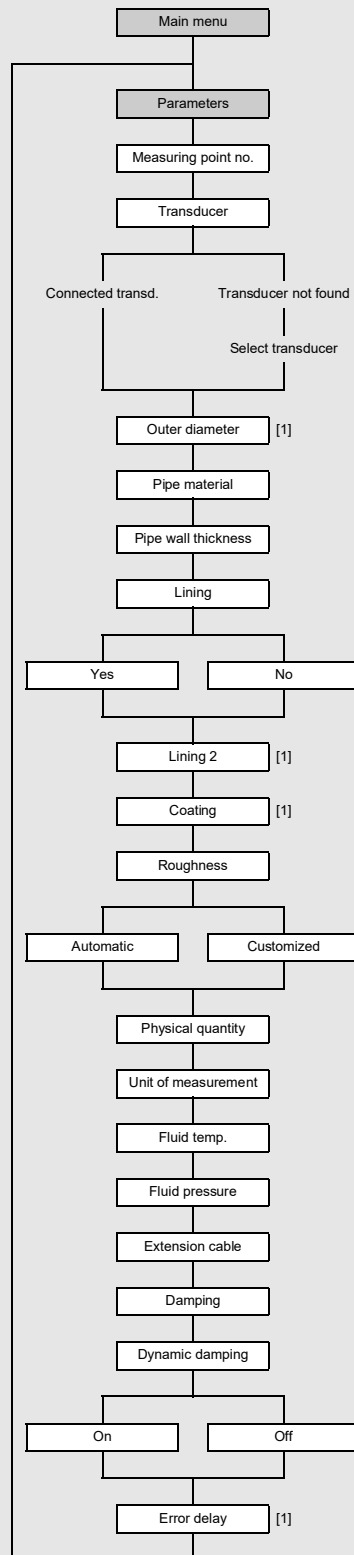 Main menu
Parameters
Measuring point no.
Transducer
Connected transd.
Transducer not found
Select transducer
Outer diameter [1]
Pipe material
Pipe wall thickness
Lining
Yes
No
Lining 2 [1]
Coating [1]
Roughness
Automatic
Customized
Physical quantity
Unit of measurement
Fluid temp.
Fluid pressure
Extension cable
Damping
Dynamic damping
On
Off
Error delay [1]